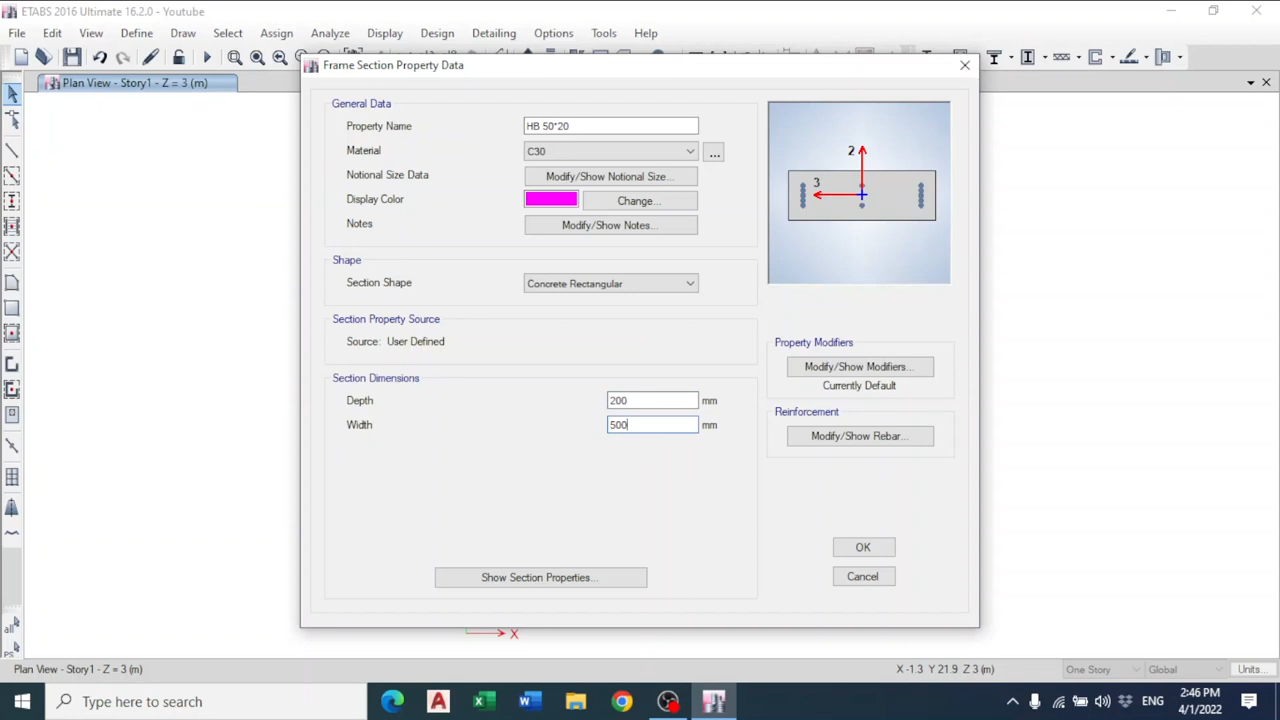 ETABS 2016 Ultimate 16.2.0 - Youtube
File Edit View Define Draw Select Assign Analyze Display Design Detailing Options Tools Help
Plan View - Story1 - Z = 3 (m)
Frame Section Property Data
General Data
Property Name HB 50*20
Material C30 ...
Notional Size Data Modify/Show Notional Size...
Display Color Change...
Notes Modify/Show Notes...
Shape
Section Shape Concrete Rectangular
Section Property Source
Source: User Defined
Section Dimensions
Depth 200 mm
Width 500 mm
Show Section Properties...
2
3
Property Modifiers
Modify/Show Modifiers...
Currently Default
Reinforcement
Modify/Show Rebar...
OK
Cancel
all
PS
X
Plan View - Story1 - Z = 3 (m) X -1.3 Y 21.9 Z 3 (m) One Story Global Units...
Type here to search ENG 2:46 PM
4/1/2022